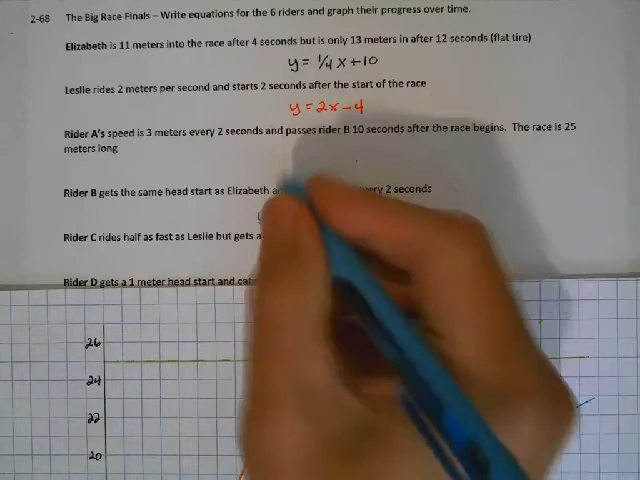 2-68 The Big Race Finals – Write equations for the 6 riders and graph their progress over time.
Elizabeth is 11 meters into the race after 4 seconds but is only 13 meters in after 12 seconds (flat tire)
y = 1/4 x + 10
Leslie rides 2 meters per second and starts 2 seconds after the start of the race
y = 2x - 4
Rider A's speed is 3 meters every 2 seconds and passes rider B 10 seconds after the race begins. The race is 25
meters long
Rider B gets the same head start as Elizabeth every 2 seconds
Rider C rides half as fast as Leslie but gets a
Rider D gets a 1 meter head start and
26
24
22
20